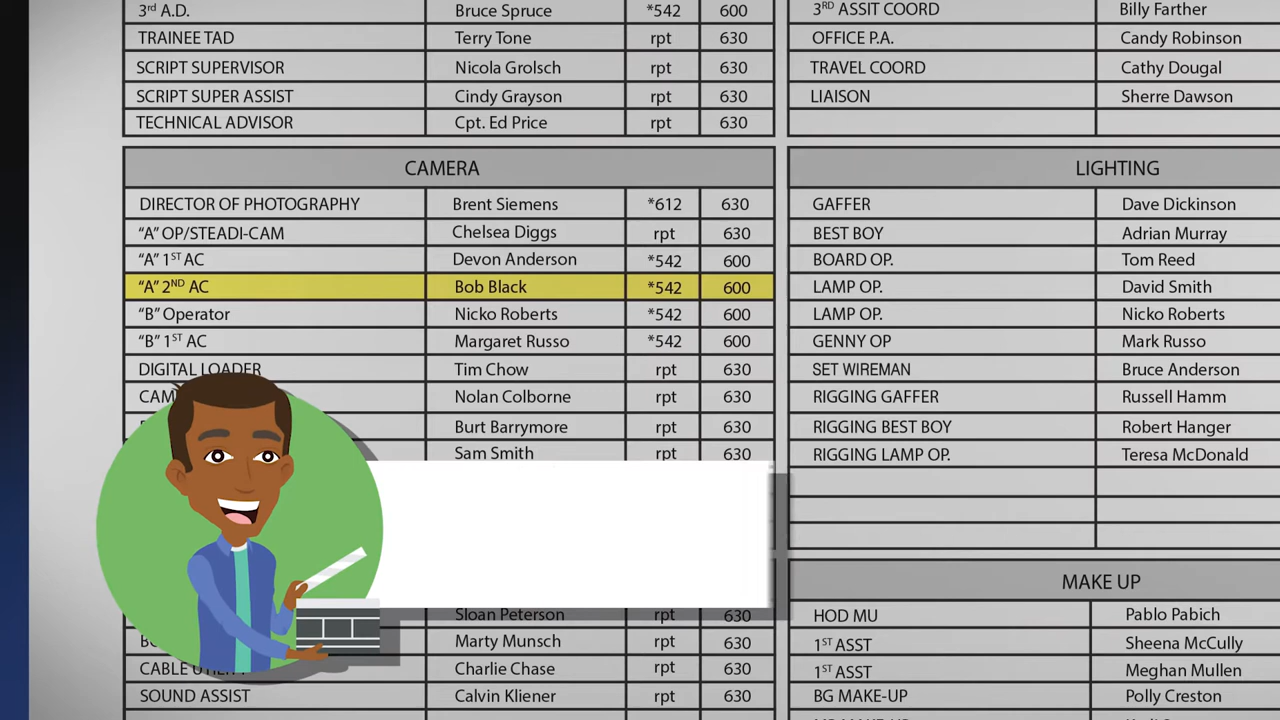 3rd A.D. Bruce Spruce *542 600
TRAINEE TAD Terry Tone rpt 630
SCRIPT SUPERVISOR Nicola Grolsch rpt 630
SCRIPT SUPER ASSIST Cindy Grayson rpt 630
TECHNICAL ADVISOR Cpt. Ed Price rpt 630
CAMERA
DIRECTOR OF PHOTOGRAPHY Brent Siemens *612 630
“A” OP/STEADI-CAM Chelsea Diggs rpt 630
“A” 1ST AC Devon Anderson *542 600
“A” 2ND AC Bob Black *542 600
“B” Operator Nicko Roberts *542 600
“B” 1ST AC Margaret Russo *542 600
DIGITAL LOADER Tim Chow rpt 630
Nolan Colborne rpt 630
Burt Barrymore rpt 630
Sam Smith rpt 630
Sloan Peterson rpt 630
Marty Munsch rpt 630
CABLE Charlie Chase rpt 630
SOUND ASSIST Calvin Kliener rpt 630
3RD ASSIT COORD Billy Farther
OFFICE P.A. Candy Robinson
TRAVEL COORD Cathy Dougal
LIAISON Sherre Dawson
LIGHTING
GAFFER Dave Dickinson
BEST BOY Adrian Murray
BOARD OP. Tom Reed
LAMP OP. David Smith
LAMP OP. Nicko Roberts
GENNY OP Mark Russo
SET WIREMAN Bruce Anderson
RIGGING GAFFER Russell Hamm
RIGGING BEST BOY Robert Hanger
RIGGING LAMP OP. Teresa McDonald
MAKE UP
HOD MU Pablo Pabich
1ST ASST Sheena McCully
1ST ASST Meghan Mullen
BG MAKE-UP Polly Creston